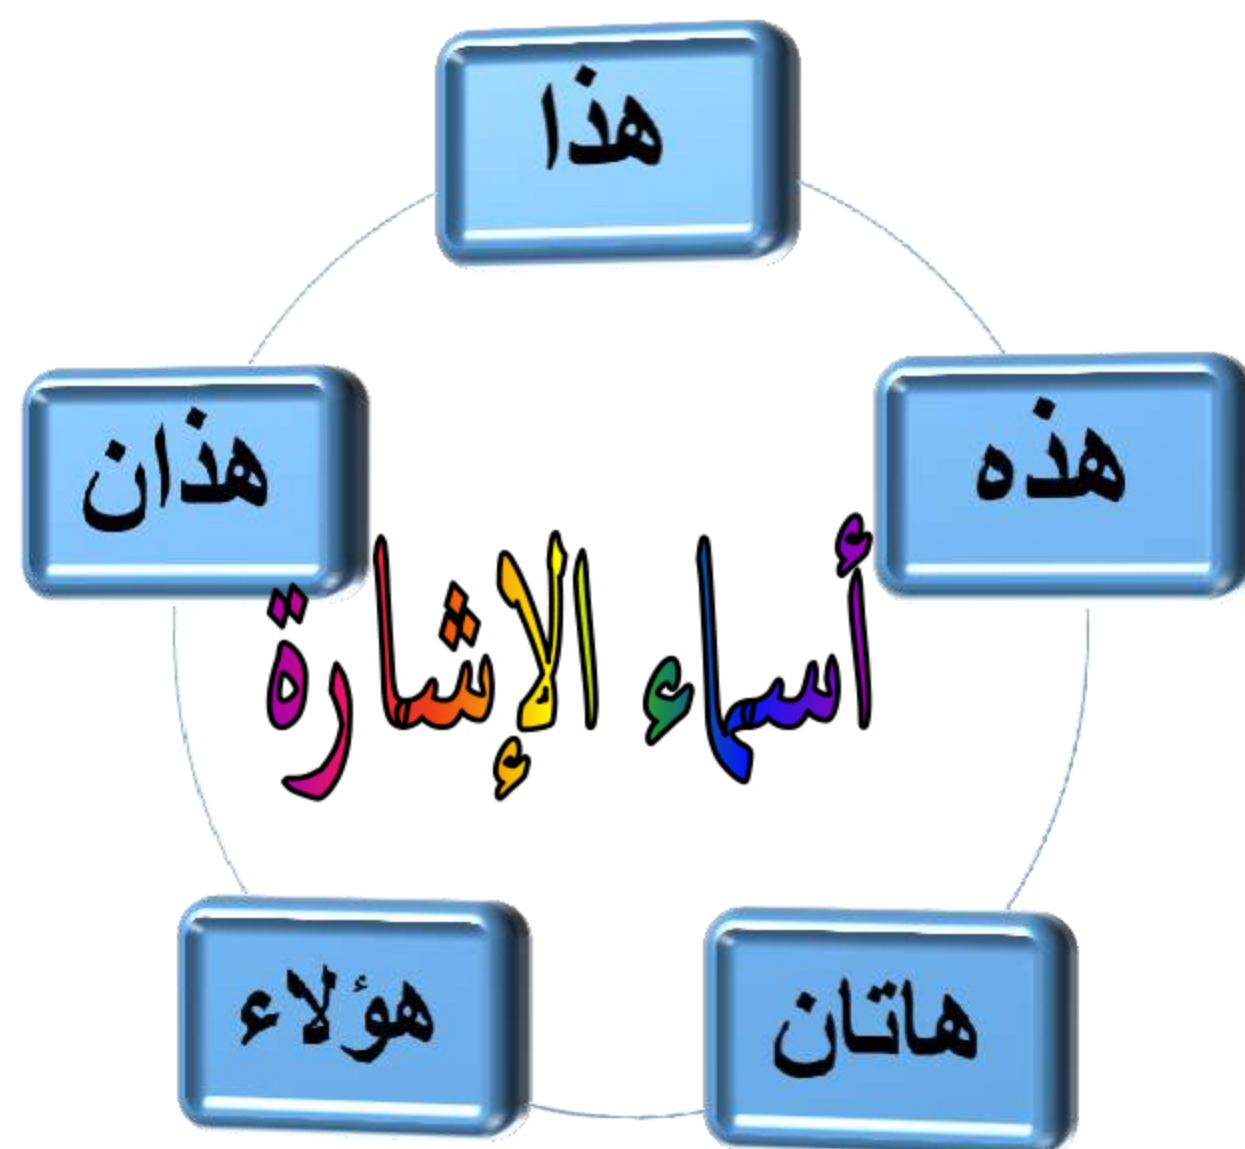 هذا
هذه
هذان
أسماء الإشارة
هاتان
هؤلاء